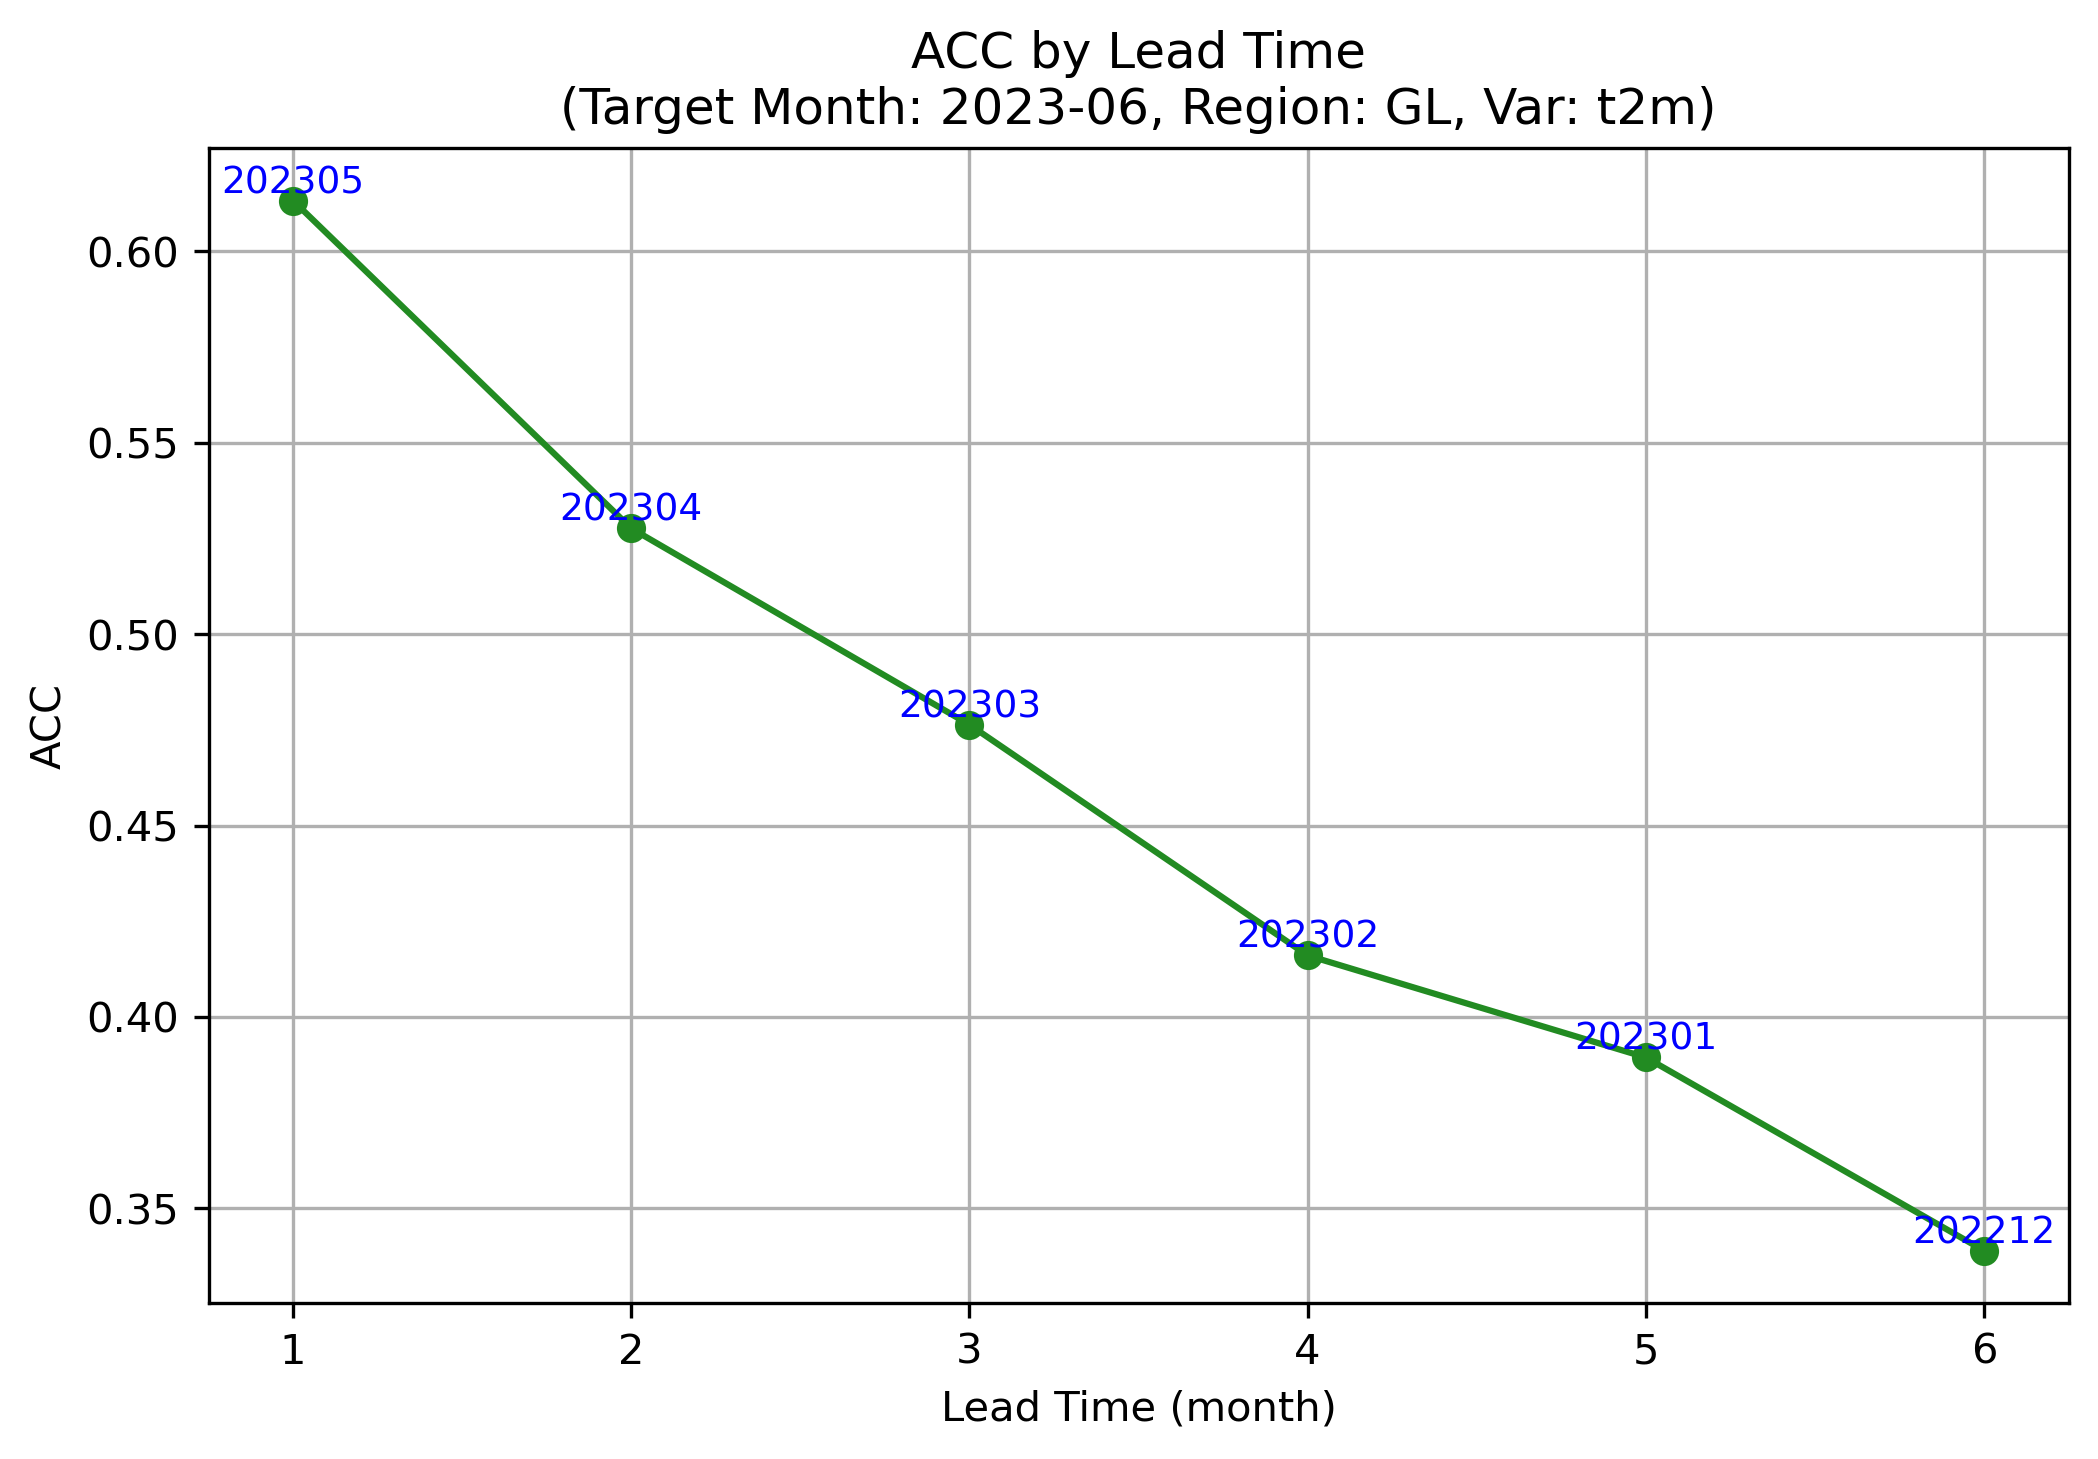 ACC by Lead Time
(Target Month: 2023-06, Region: GL, Var: t2m)
202305
0.60
0.55
202304
0.50
202303
ACC
0.45
202302
0.40
202301
0.35
202212
1 2 3 4 5 6
Lead Time (month)